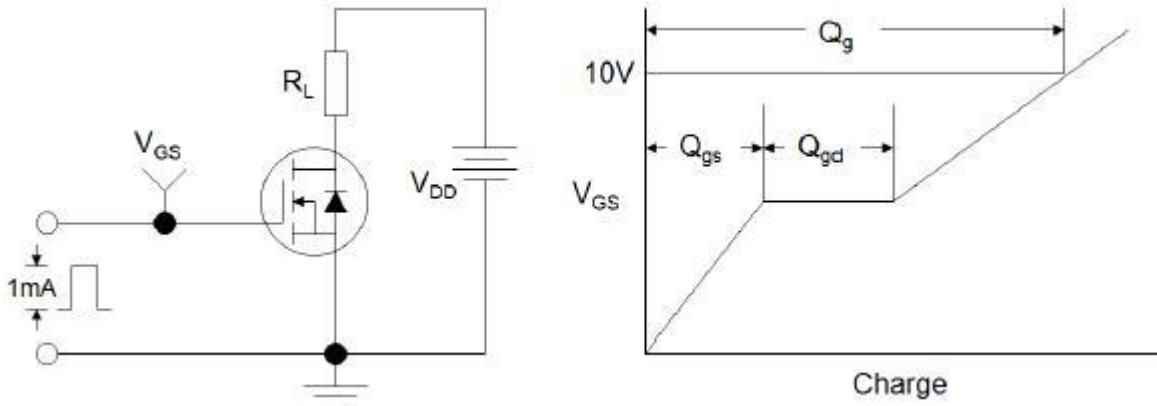 R_L
V_GS
V_DD
1mA
Q_g
10V
Q_gs
Q_gd
V_GS
Charge